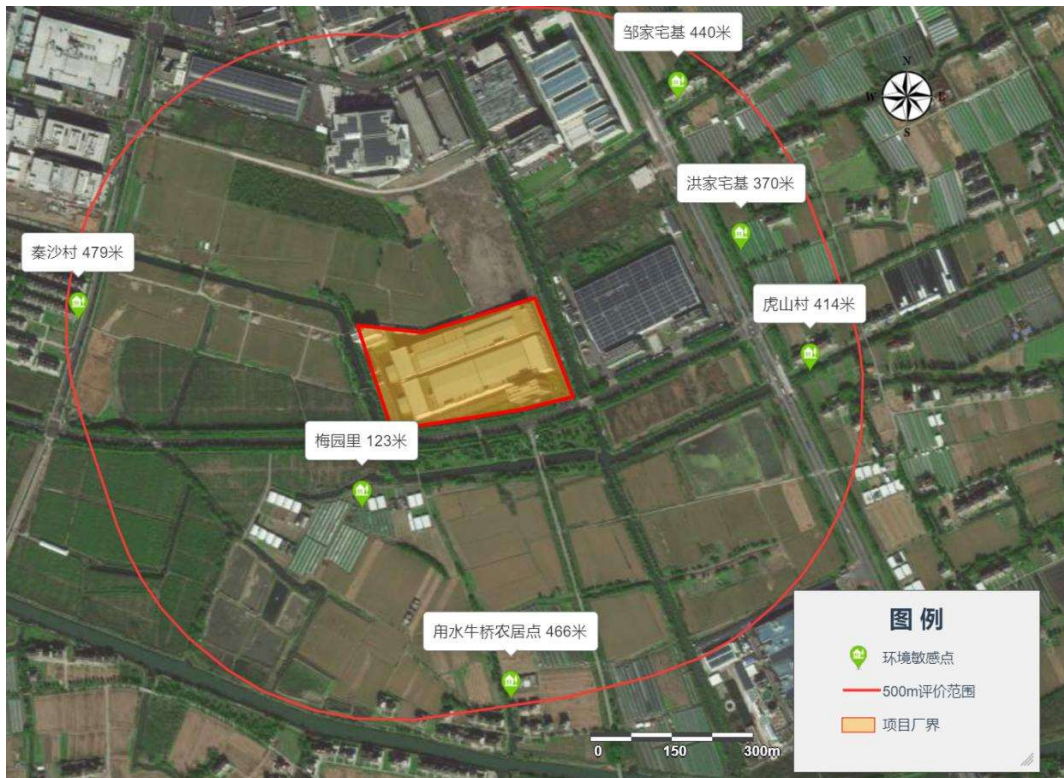 邹家宅基 440米
N
W
E
S
洪家宅基 370米
秦沙村 479米
虎山村 414米
梅园里 123米
用水牛桥农居点 466米
图 例
环境敏感点
500m评价范围
项目厂界
0 150 300m